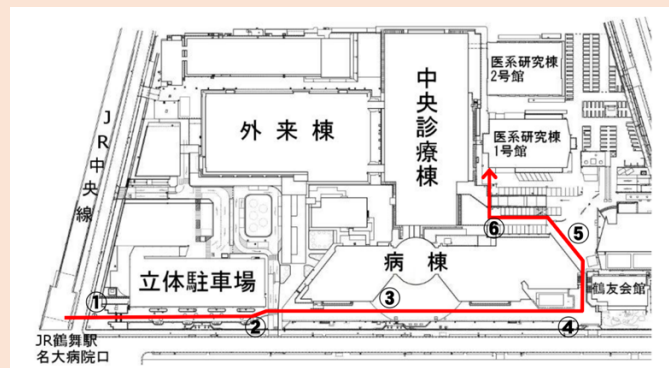 JR中央線
外来棟
中央診療棟
医系研究棟
2号館
医系研究棟
1号館
⑥
⑤
病棟
立体駐車場
①
③
鶴友会館
②
④
JR鶴舞駅
名大病院口